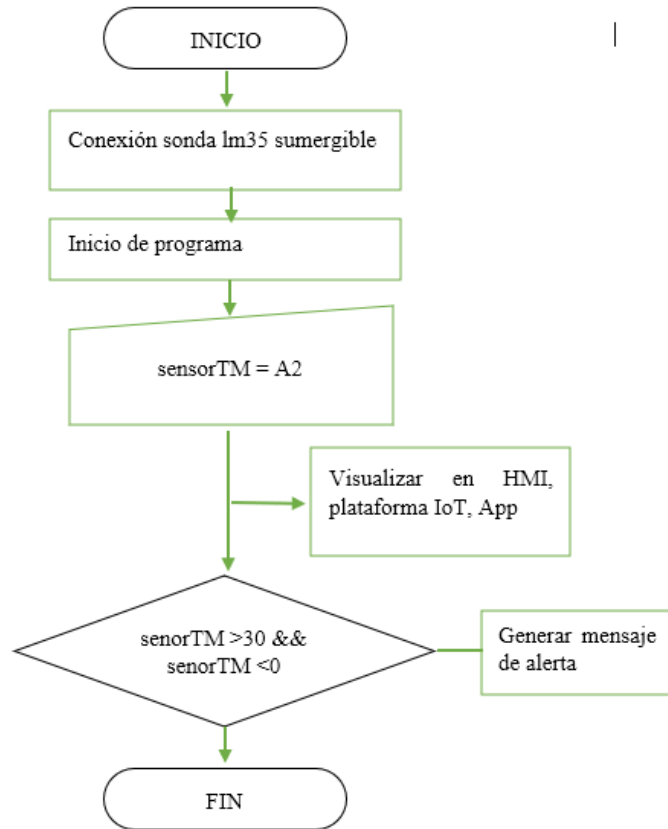 INICIO
Conexión sonda lm35 sumergible
Inicio de programa
sensorTM = A2
Visualizar en HMI,
plataforma IoT, App
senorTM >30 &&
senorTM <0
Generar mensaje
de alerta
FIN